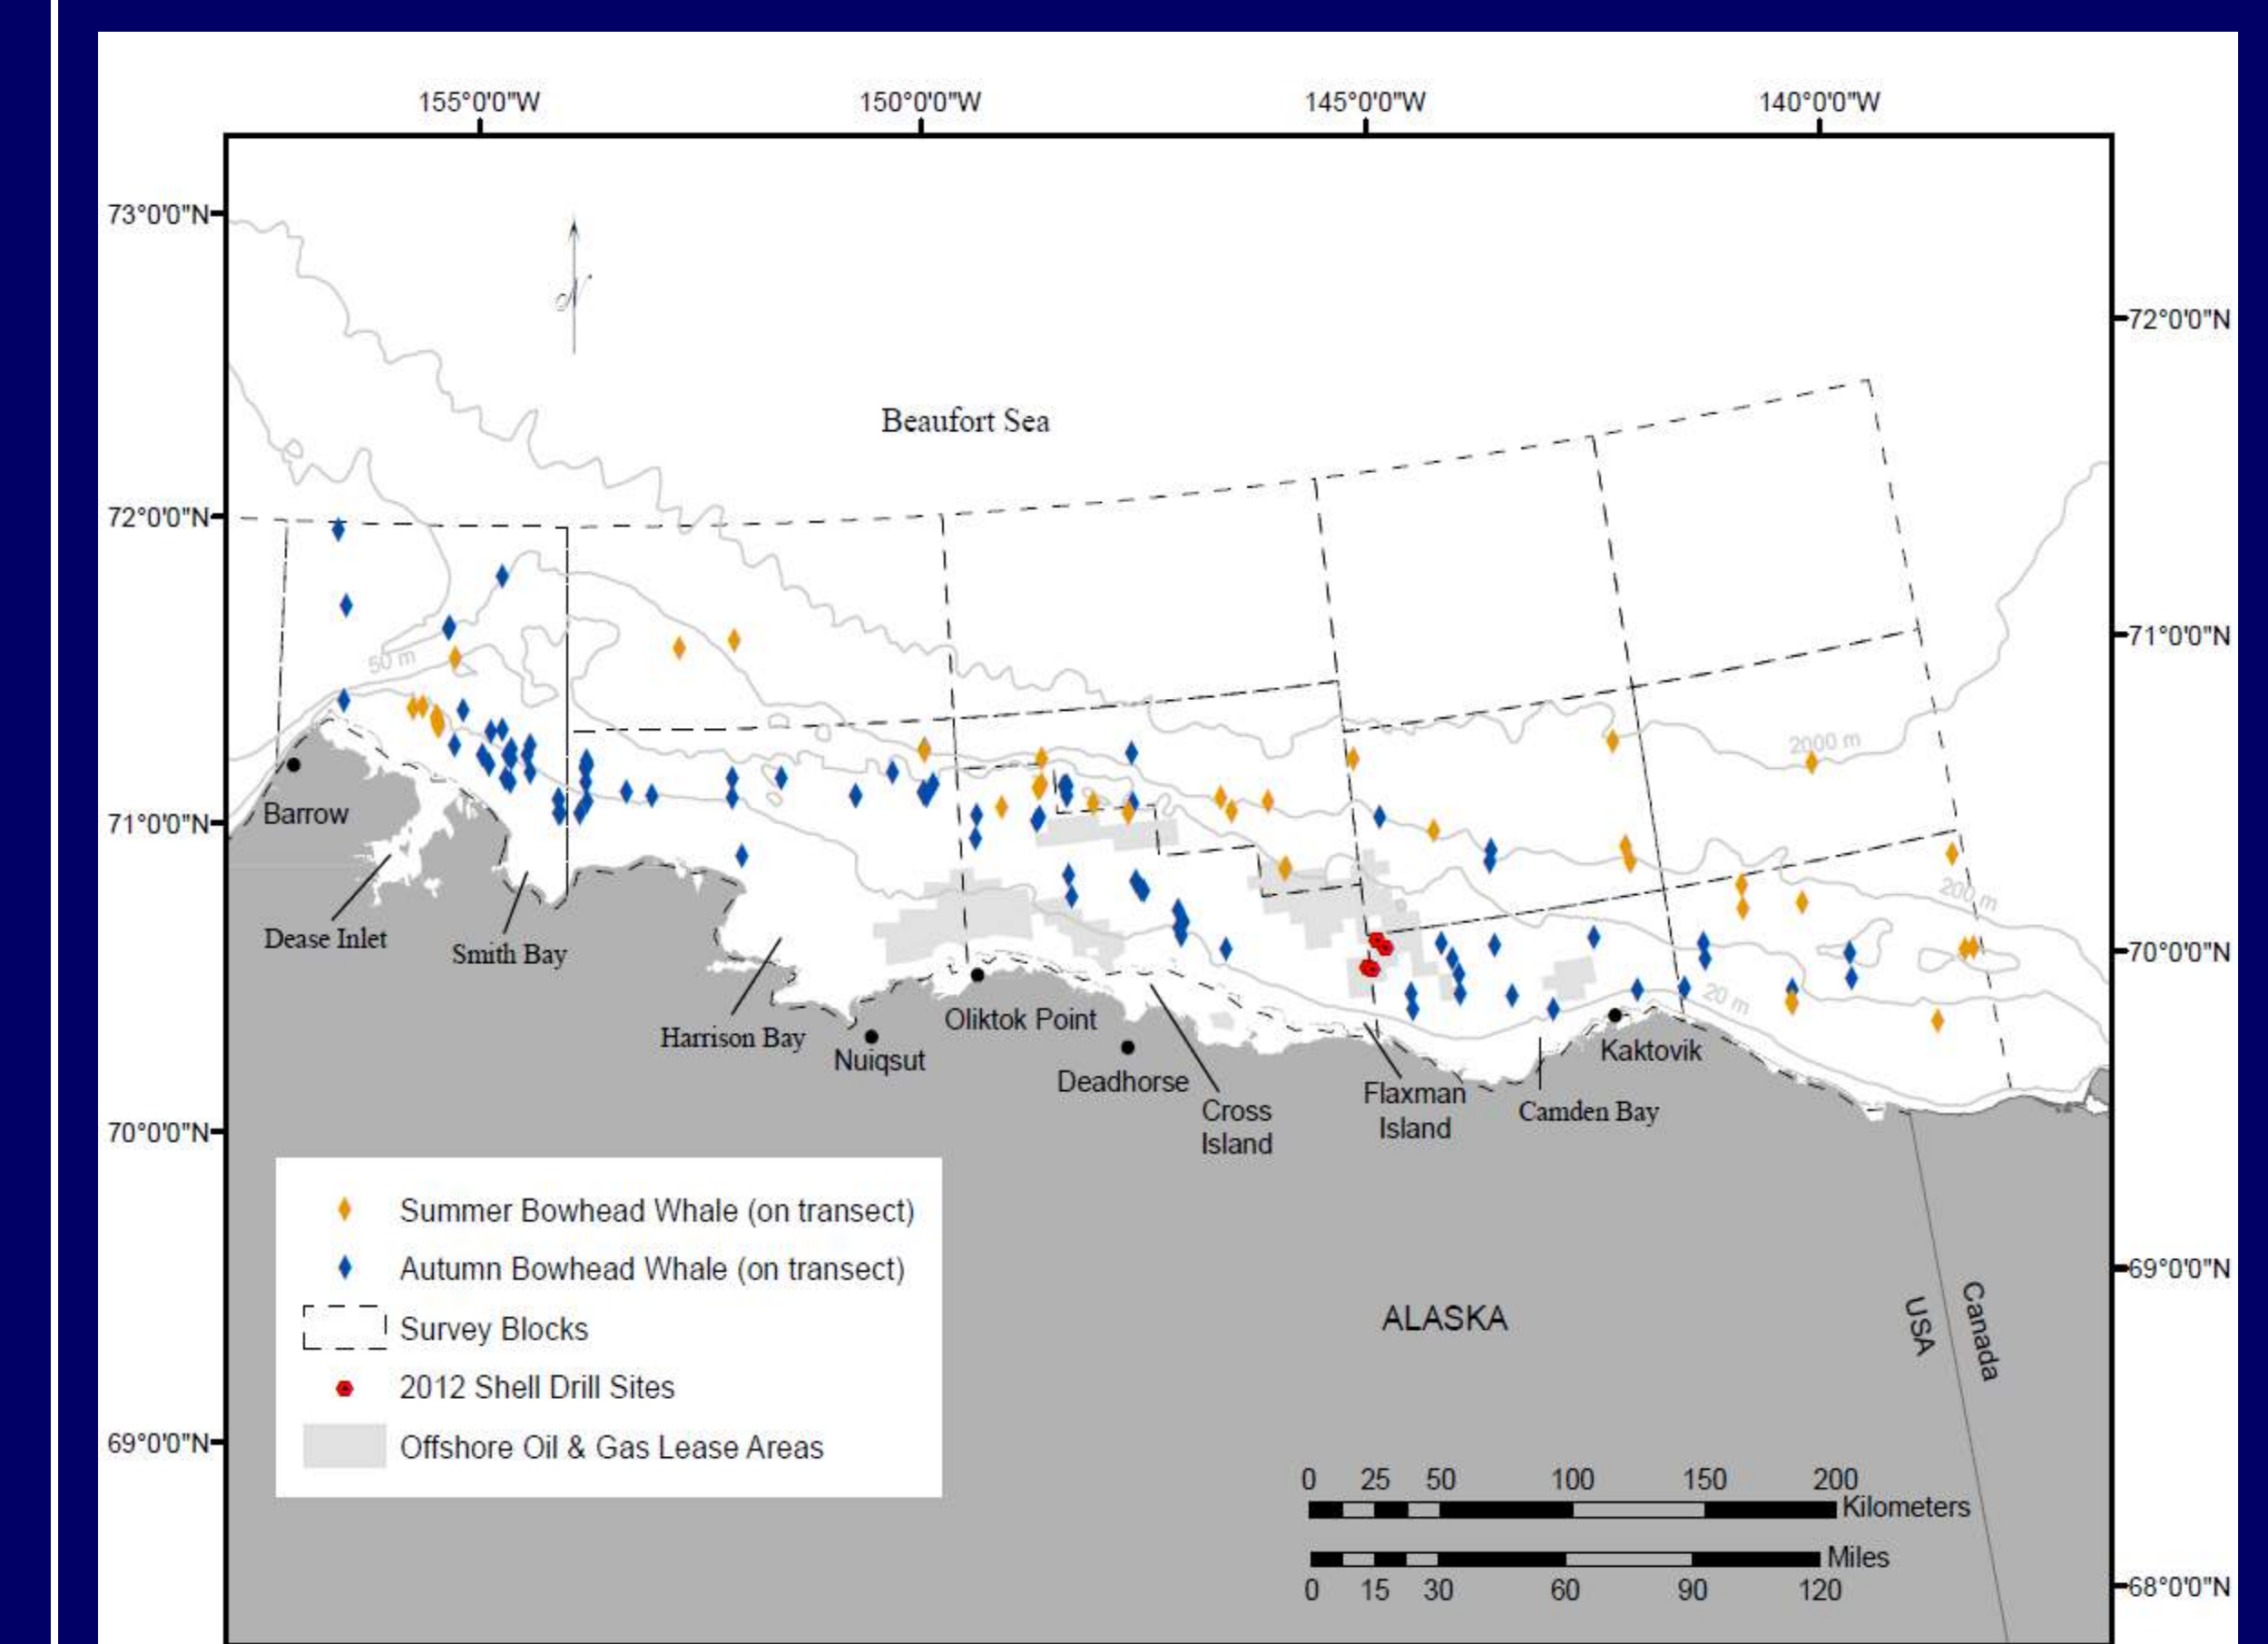 155°0'0"W
150°0'0"W
145°0'0"W
140°0'0"W
73°0'0"N
72°0'0"N
N
Beaufort Sea
72°0'0"N
71°0'0"N
50 m
2000 m
71°0'0"N
Barrow
200 m
Dease Inlet
Smith Bay
70°0'0"N
20 m
Harrison Bay
Oliktok Point
Nuiqsut
Kaktovik
Deadhorse
Flaxman
Island
Cross
Island
Camden Bay
70°0'0"N
Summer Bowhead Whale (on transect)
Autumn Bowhead Whale (on transect)
Survey Blocks
2012 Shell Drill Sites
Offshore Oil & Gas Lease Areas
69°0'0"N
ALASKA
USA
Canada
69°0'0"N
0 25 50 100 150 200
Kilometers
Miles
0 15 30 60 90 120
68°0'0"N